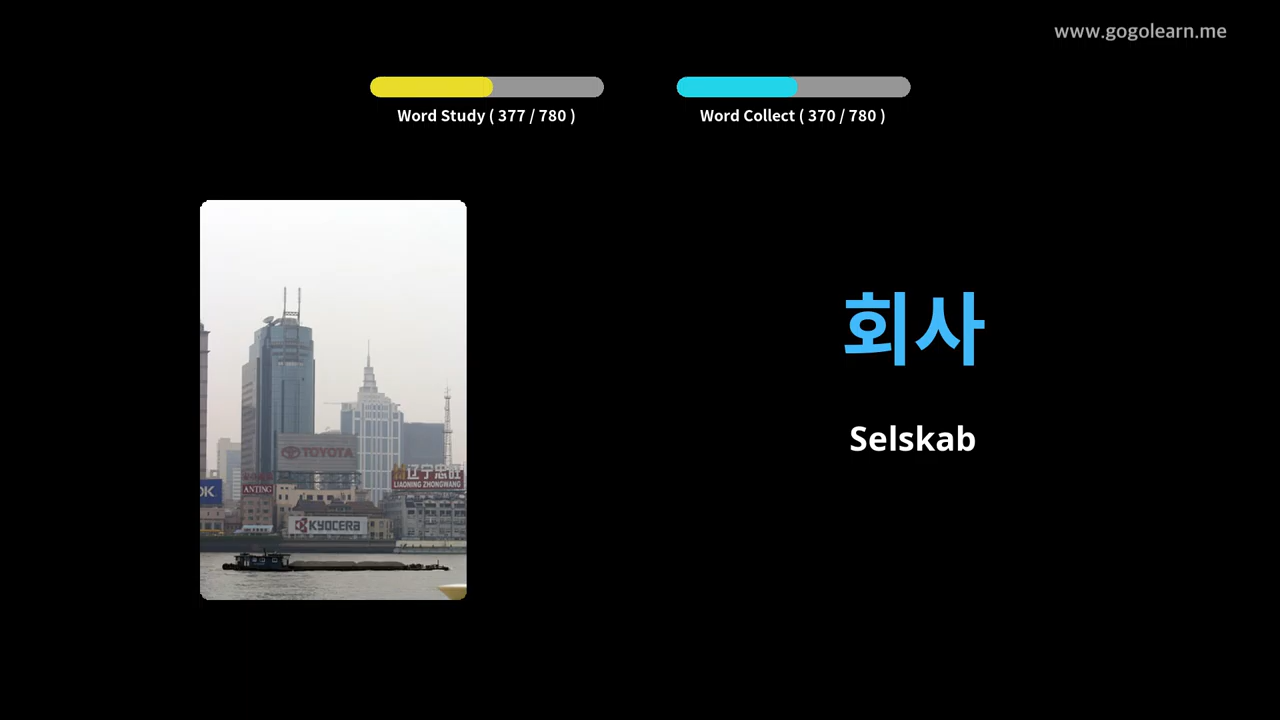 www.gogolearn.me
Word Study ( 377 / 780 )
Word Collect ( 370 / 780 )
회사
Selskab
TOYOTA
辽宁忠旺
LIAONING ZHONGWANG
OK
ANTING
KYOCERA